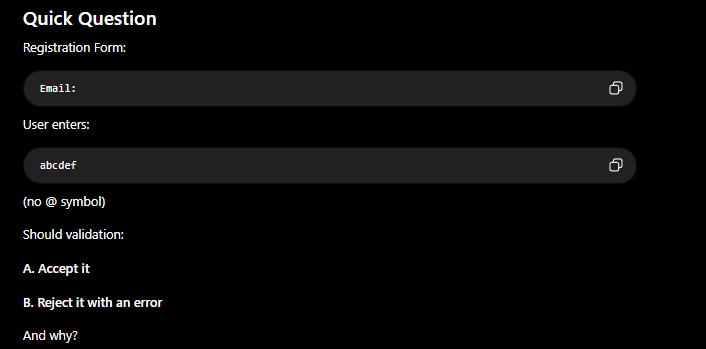 Quick Question
Registration Form:
Email:
User enters:
abcdef
(no @ symbol)
Should validation:
A. Accept it
B. Reject it with an error
And why?